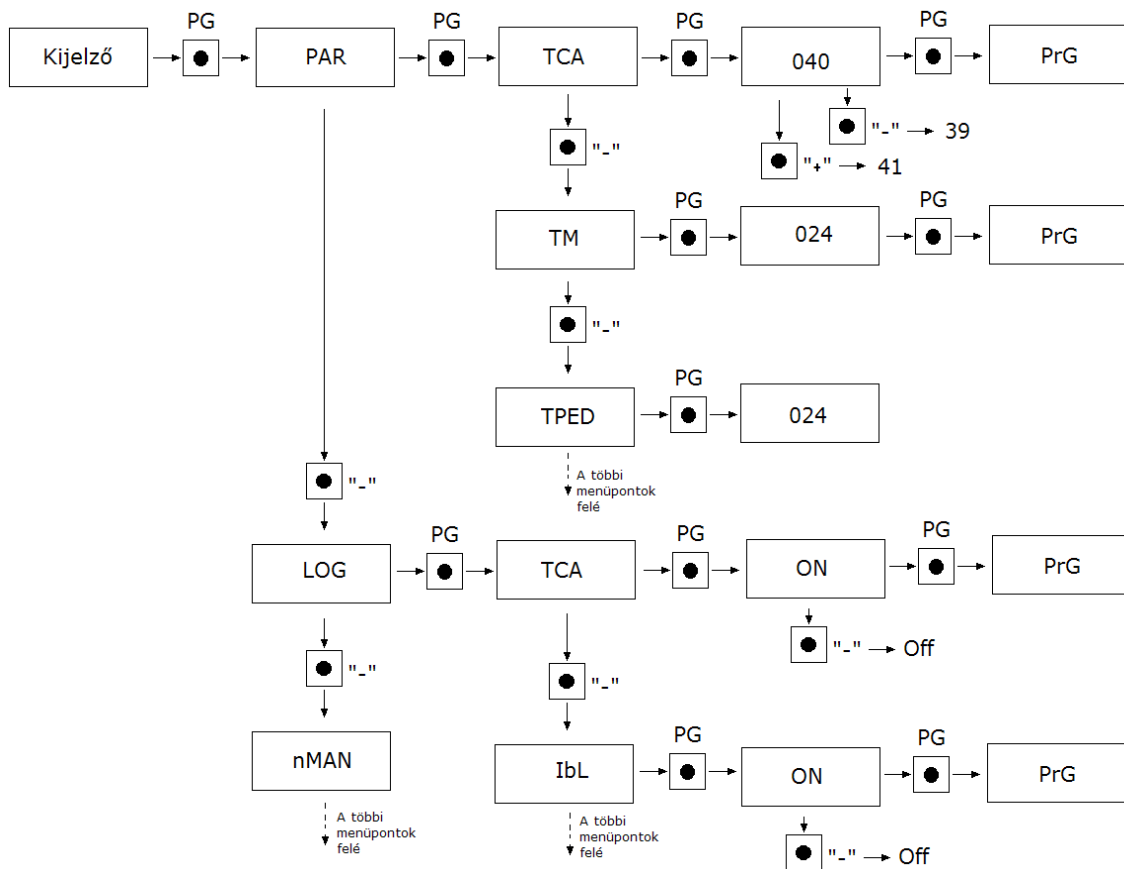 PG
PG
PG
PG
Kijelző
PAR
TCA
040
PrG
"-"
"-" → 39
"+" → 41
PG
PG
TM
024
PrG
"-"
PG
TPED
024
"-"
A többi
menüpontok
felé
PG
PG
PG
LOG
TCA
ON
PrG
"-"
"-"
"-" → Off
PG
PG
nMAN
IbL
ON
PrG
A többi
menüpontok
felé
A többi
menüpontok
felé
"-" → Off